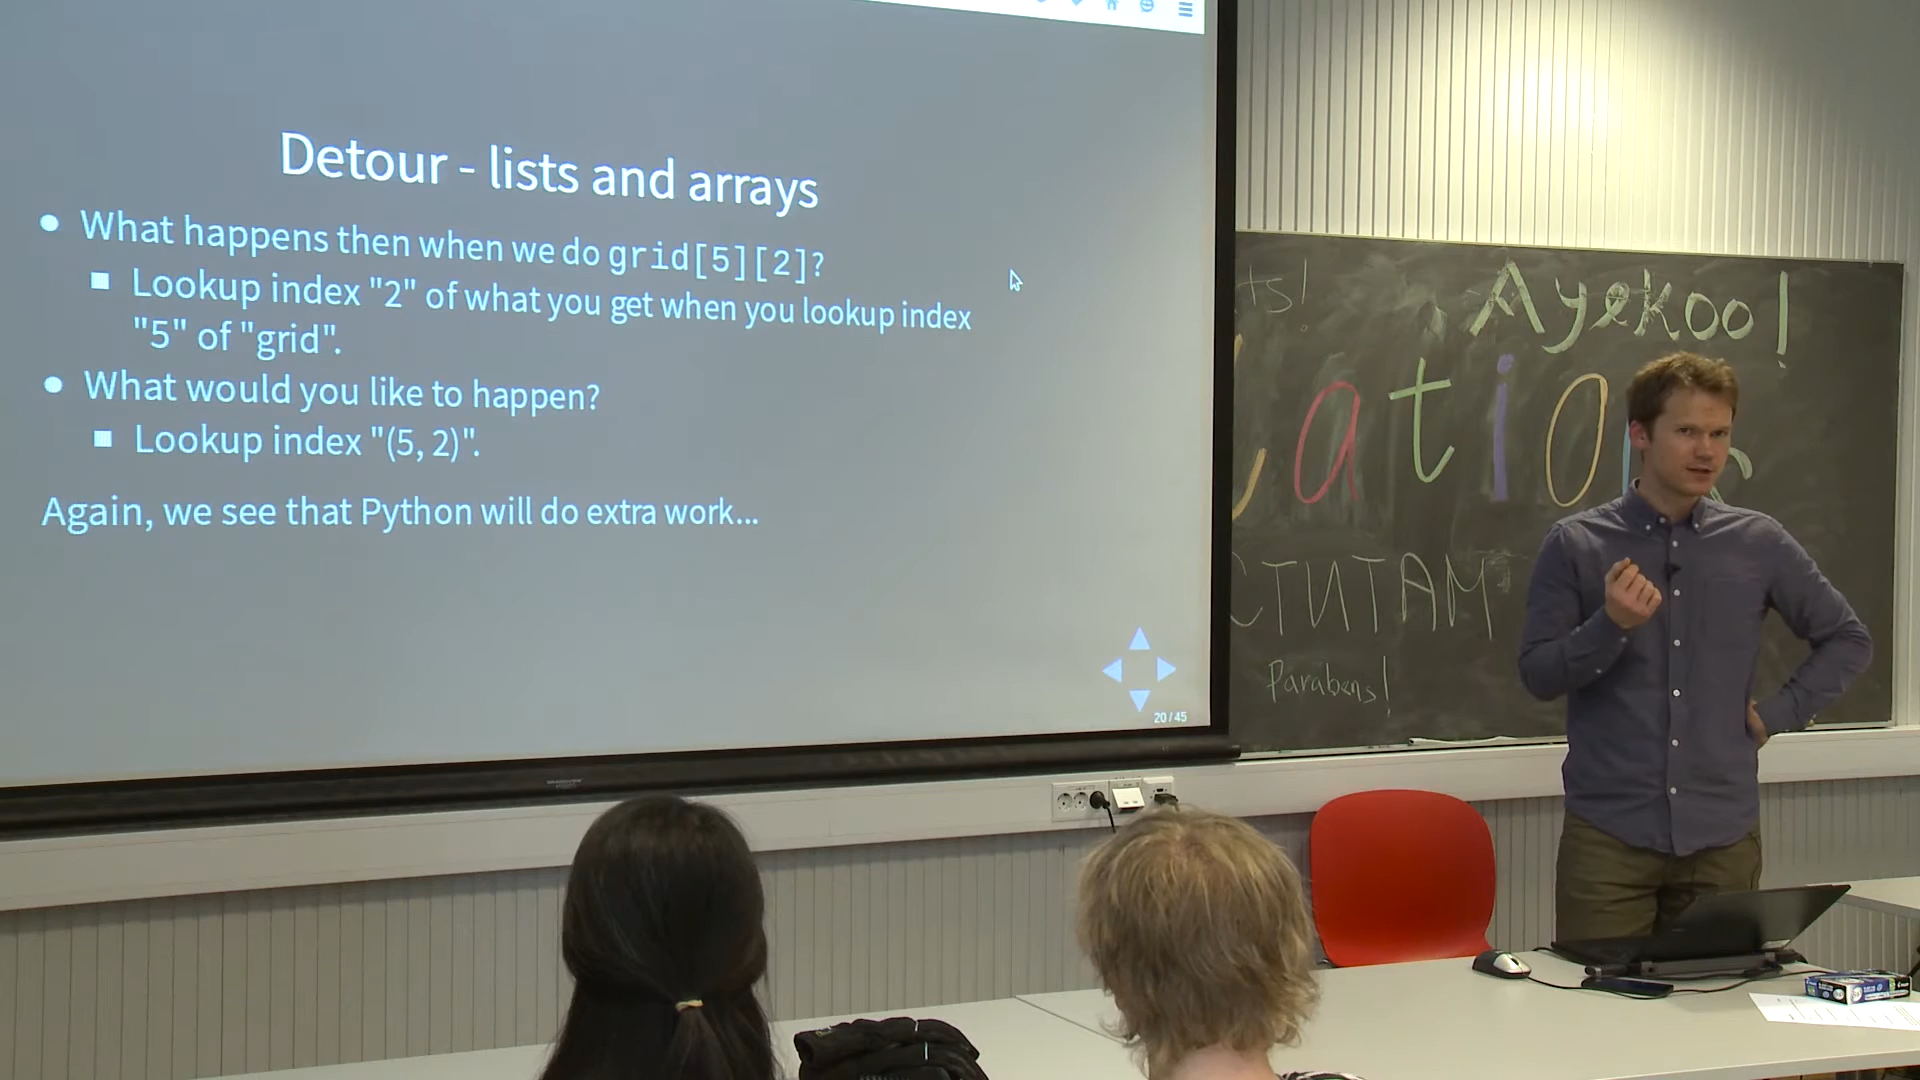 Detour - lists and arrays
What happens then when we do grid[5][2]?
Lookup index "2" of what you get when you lookup index
"5" of "grid".
What would you like to happen?
Lookup index "(5, 2)".
Again, we see that Python will do extra work...
20 / 45
ts!
Ayekoo!
atio
СТИТАМ
Parabens!